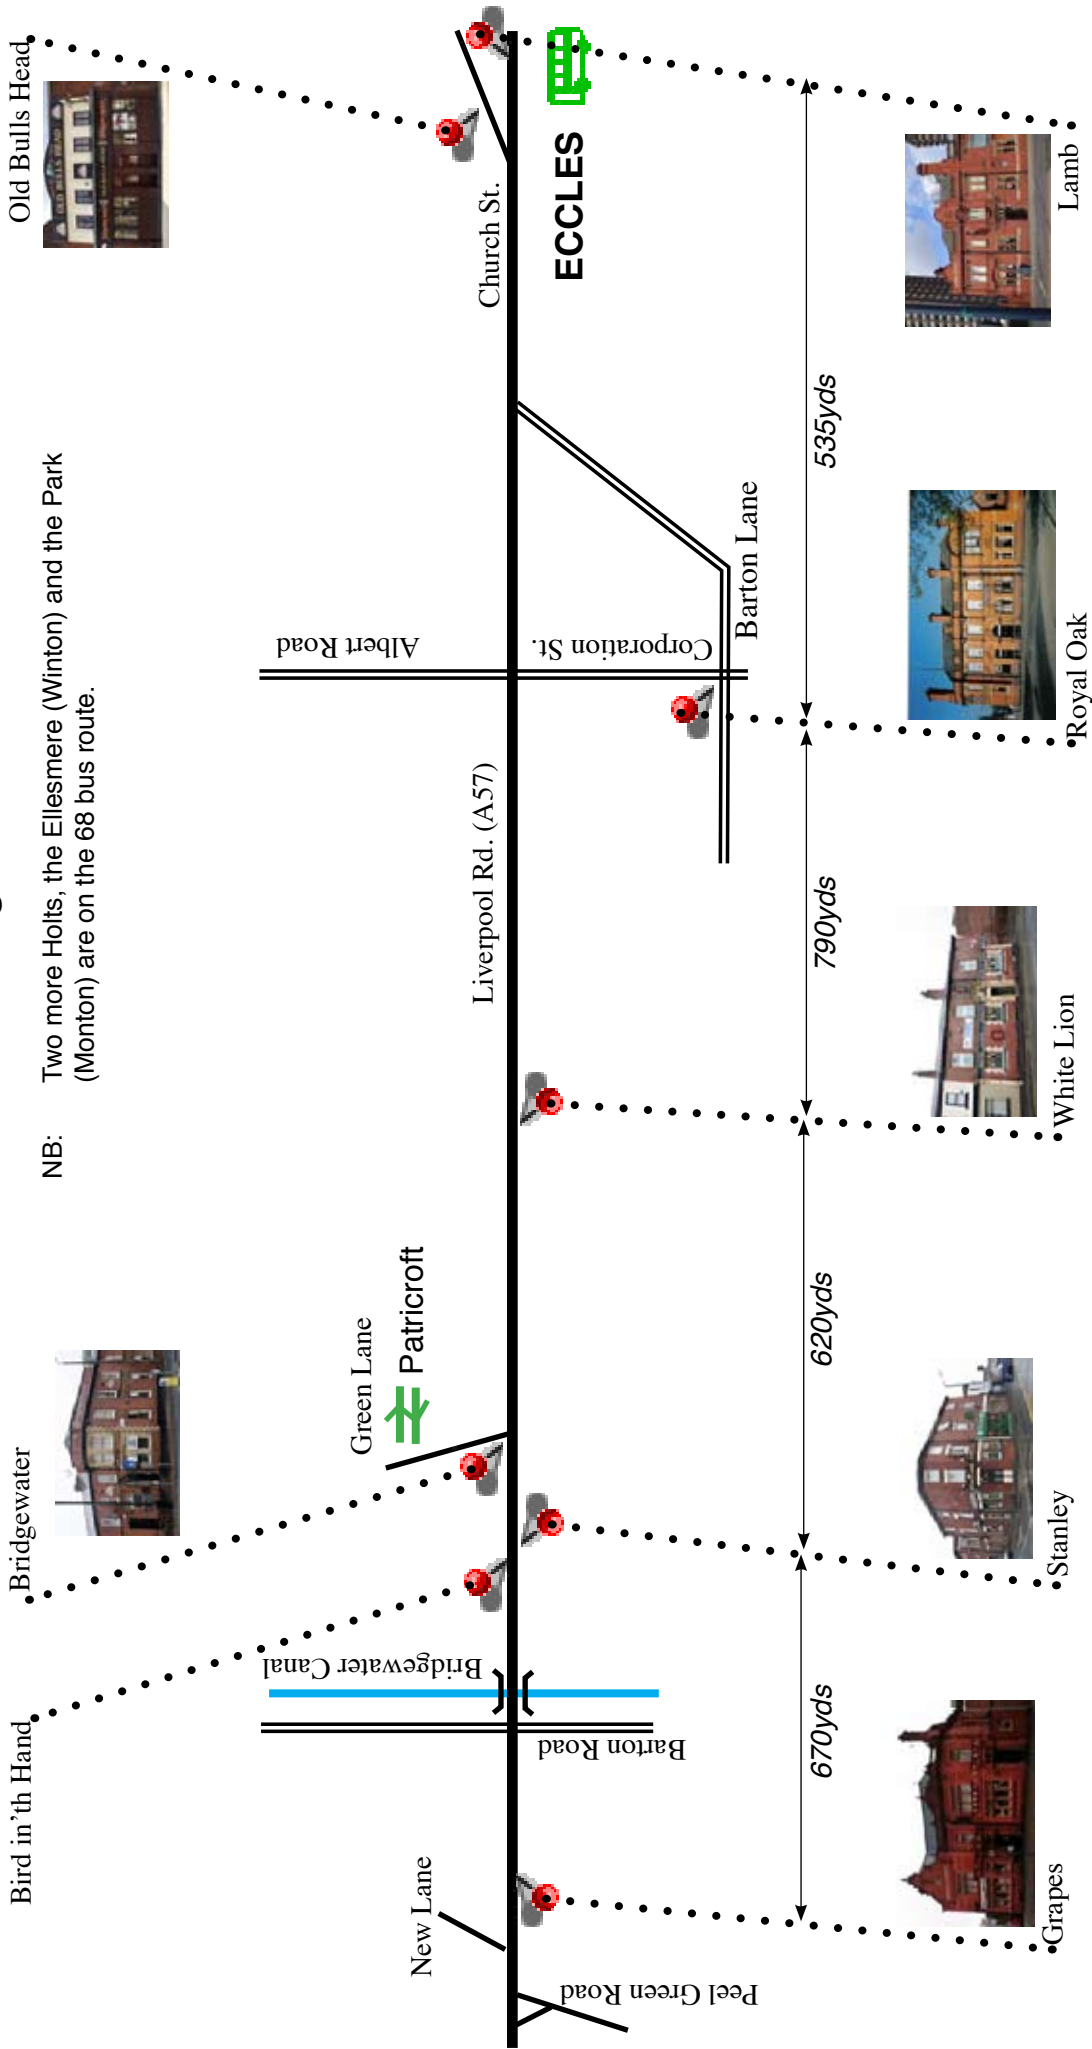 NB: Two more Holts, the Ellesmere (Winton) and the Park
(Monton) are on the 68 bus route.
Bird in'th Hand
Bridgewater
Old Bulls Head
OLD BULLS HEAD
New Lane
Green Lane
Patricroft
Liverpool Rd. (A57)
Church St.
Albert Road
Bridgewater Canal
Barton Road
Peel Green Road
Corporation St.
Barton Lane
ECCLES
670yds
620yds
790yds
535yds
Grapes
Stanley
White Lion
Royal Oak
Lamb